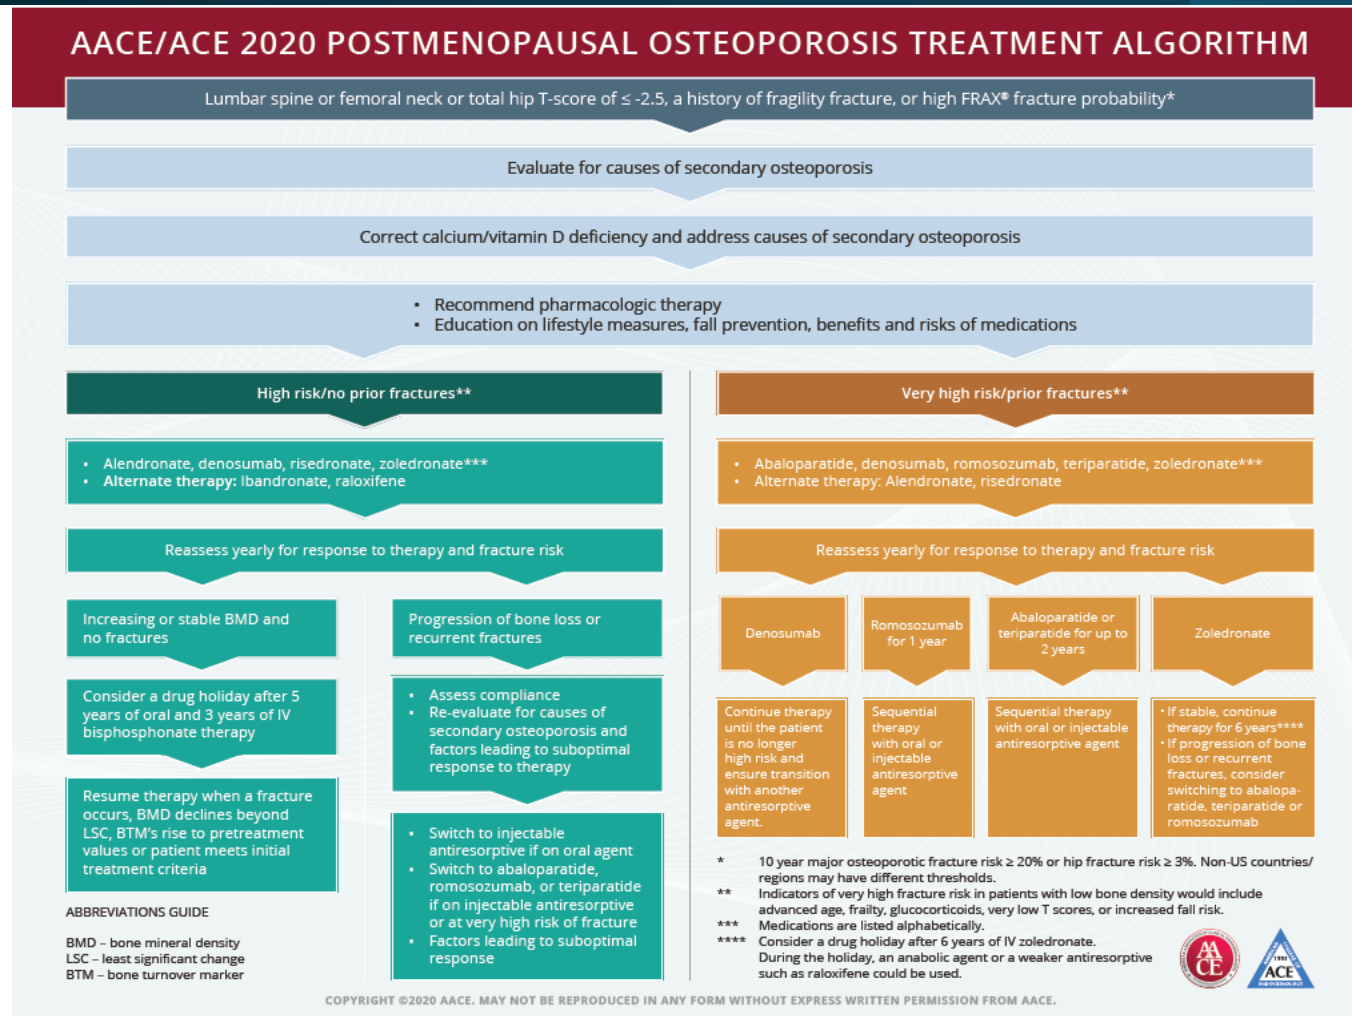 AACE/ACE 2020 POSTMENOPAUSAL OSTEOPOROSIS TREATMENT ALGORITHM
Lumbar spine or femoral neck or total hip T-score of ≤ -2.5, a history of fragility fracture, or high FRAX® fracture probability*
Evaluate for causes of secondary osteoporosis
Correct calcium/vitamin D deficiency and address causes of secondary osteoporosis
• Recommend pharmacologic therapy
• Education on lifestyle measures, fall prevention, benefits and risks of medications
High risk/no prior fractures**
• Alendronate, denosumab, risedronate, zoledronate***
• Alternate therapy: Ibandronate, raloxifene
Reassess yearly for response to therapy and fracture risk
Increasing or stable BMD and
no fractures
Consider a drug holiday after 5
years of oral and 3 years of IV
bisphosphonate therapy
Resume therapy when a fracture
occurs, BMD declines beyond
LSC, BTM's rise to pretreatment
values or patient meets initial
treatment criteria
Progression of bone loss or
recurrent fractures
• Assess compliance
• Re-evaluate for causes of
secondary osteoporosis and
factors leading to suboptimal
response to therapy
• Switch to injectable
antiresorptive if on oral agent
• Switch to abaloparatide,
romosozumab, or teriparatide
if on injectable antiresorptive
or at very high risk of fracture
• Factors leading to suboptimal
response
ABBREVIATIONS GUIDE
BMD – bone mineral density
LSC – least significant change
BTM – bone turnover marker
Very high risk/prior fractures**
• Abaloparatide, denosumab, romosozumab, teriparatide, zoledronate***
• Alternate therapy: Alendronate, risedronate
Reassess yearly for response to therapy and fracture risk
Denosumab
Continue therapy
until the patient
is no longer
high risk and
ensure transition
with another
antiresorptive
agent.
Romosozumab
for 1 year
Sequential
therapy
with oral or
injectable
antiresorptive
agent
Abaloparatide or
teriparatide for up to
2 years
Sequential therapy
with oral or injectable
antiresorptive agent
Zoledronate
• If stable, continue
therapy for 6 years****
• If progression of bone
loss or recurrent
fractures, consider
switching to abalopa-
ratide, teriparatide or
romosozumab
* 10 year major osteoporotic fracture risk ≥ 20% or hip fracture risk ≥ 3%. Non-US countries/
regions may have different thresholds.
** Indicators of very high fracture risk in patients with low bone density would include
advanced age, frailty, glucocorticoids, very low T scores, or increased fall risk.
*** Medications are listed alphabetically.
**** Consider a drug holiday after 6 years of IV zoledronate.
During the holiday, an anabolic agent or a weaker antiresorptive
such as raloxifene could be used.
AA
CE
ACE
COPYRIGHT ©2020 AACE. MAY NOT BE REPRODUCED IN ANY FORM WITHOUT EXPRESS WRITTEN PERMISSION FROM AACE.